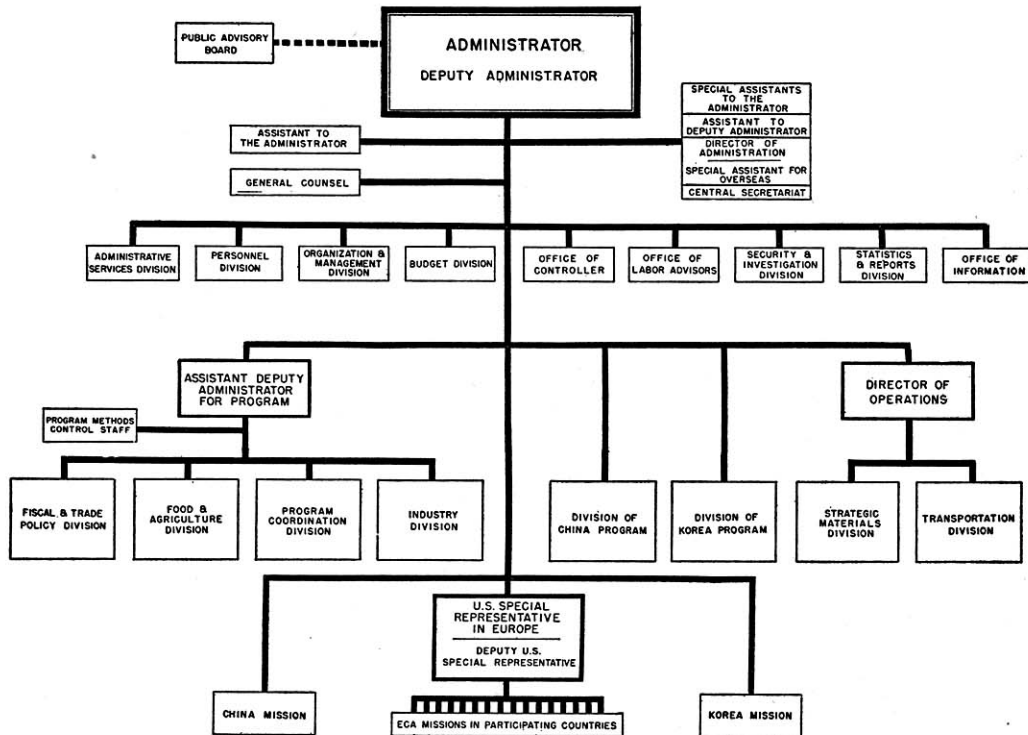 PUBLIC ADVISORY
BOARD
ADMINISTRATOR
DEPUTY ADMINISTRATOR
SPECIAL ASSISTANTS
TO THE
ADMINISTRATOR
ASSISTANT TO
DEPUTY ADMINISTRATOR
DIRECTOR OF
ADMINISTRATION
SPECIAL ASSISTANT FOR
OVERSEAS
CENTRAL SECRETARIAT
ASSISTANT TO
THE ADMINISTRATOR
GENERAL COUNSEL
ADMINISTRATIVE
SERVICES DIVISION
PERSONNEL
DIVISION
ORGANIZATION &
MANAGEMENT
DIVISION
BUDGET DIVISION
OFFICE OF
CONTROLLER
OFFICE OF
LABOR ADVISORS
SECURITY &
INVESTIGATION
DIVISION
STATISTICS
& REPORTS
DIVISION
OFFICE OF
INFORMATION
ASSISTANT DEPUTY
ADMINISTRATOR
FOR PROGRAM
DIRECTOR OF
OPERATIONS
PROGRAM METHODS
CONTROL STAFF
FISCAL & TRADE
POLICY DIVISION
FOOD &
AGRICULTURE
DIVISION
PROGRAM
COORDINATION
DIVISION
INDUSTRY
DIVISION
DIVISION OF
CHINA PROGRAM
DIVISION OF
KOREA PROGRAM
STRATEGIC
MATERIALS
DIVISION
TRANSPORTATION
DIVISION
U.S. SPECIAL
REPRESENTATIVE
IN EUROPE
DEPUTY U.S.
SPECIAL REPRESENTATIVE
CHINA MISSION
ECA MISSIONS IN PARTICIPATING COUNTRIES
KOREA MISSION